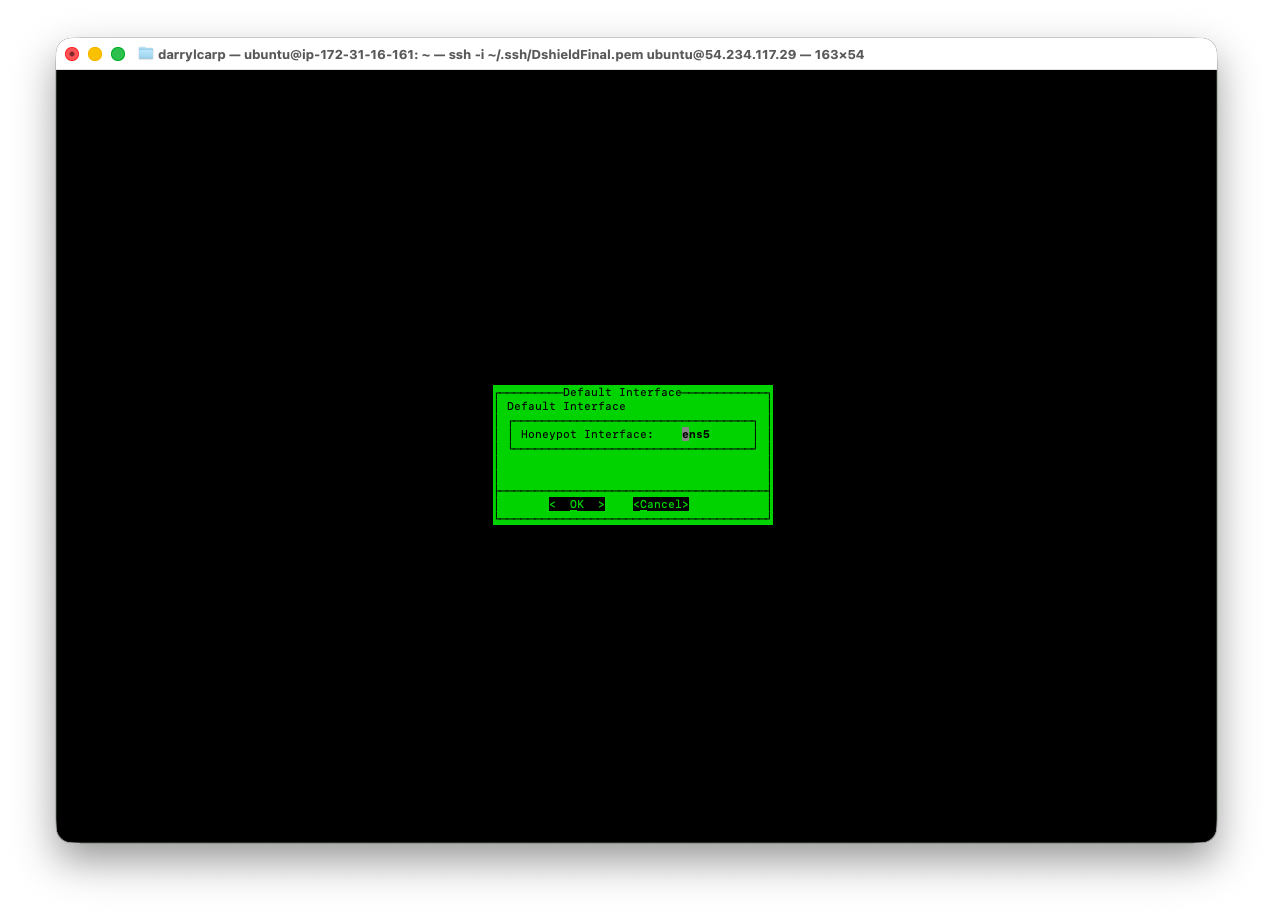 darrylcarp — ubuntu@ip-172-31-16-161: ~ — ssh -i ~/.ssh/DshieldFinal.pem ubuntu@54.234.117.29 — 163×54
Default Interface
Default Interface
Honeypot Interface: ens5
< OK > <Cancel>